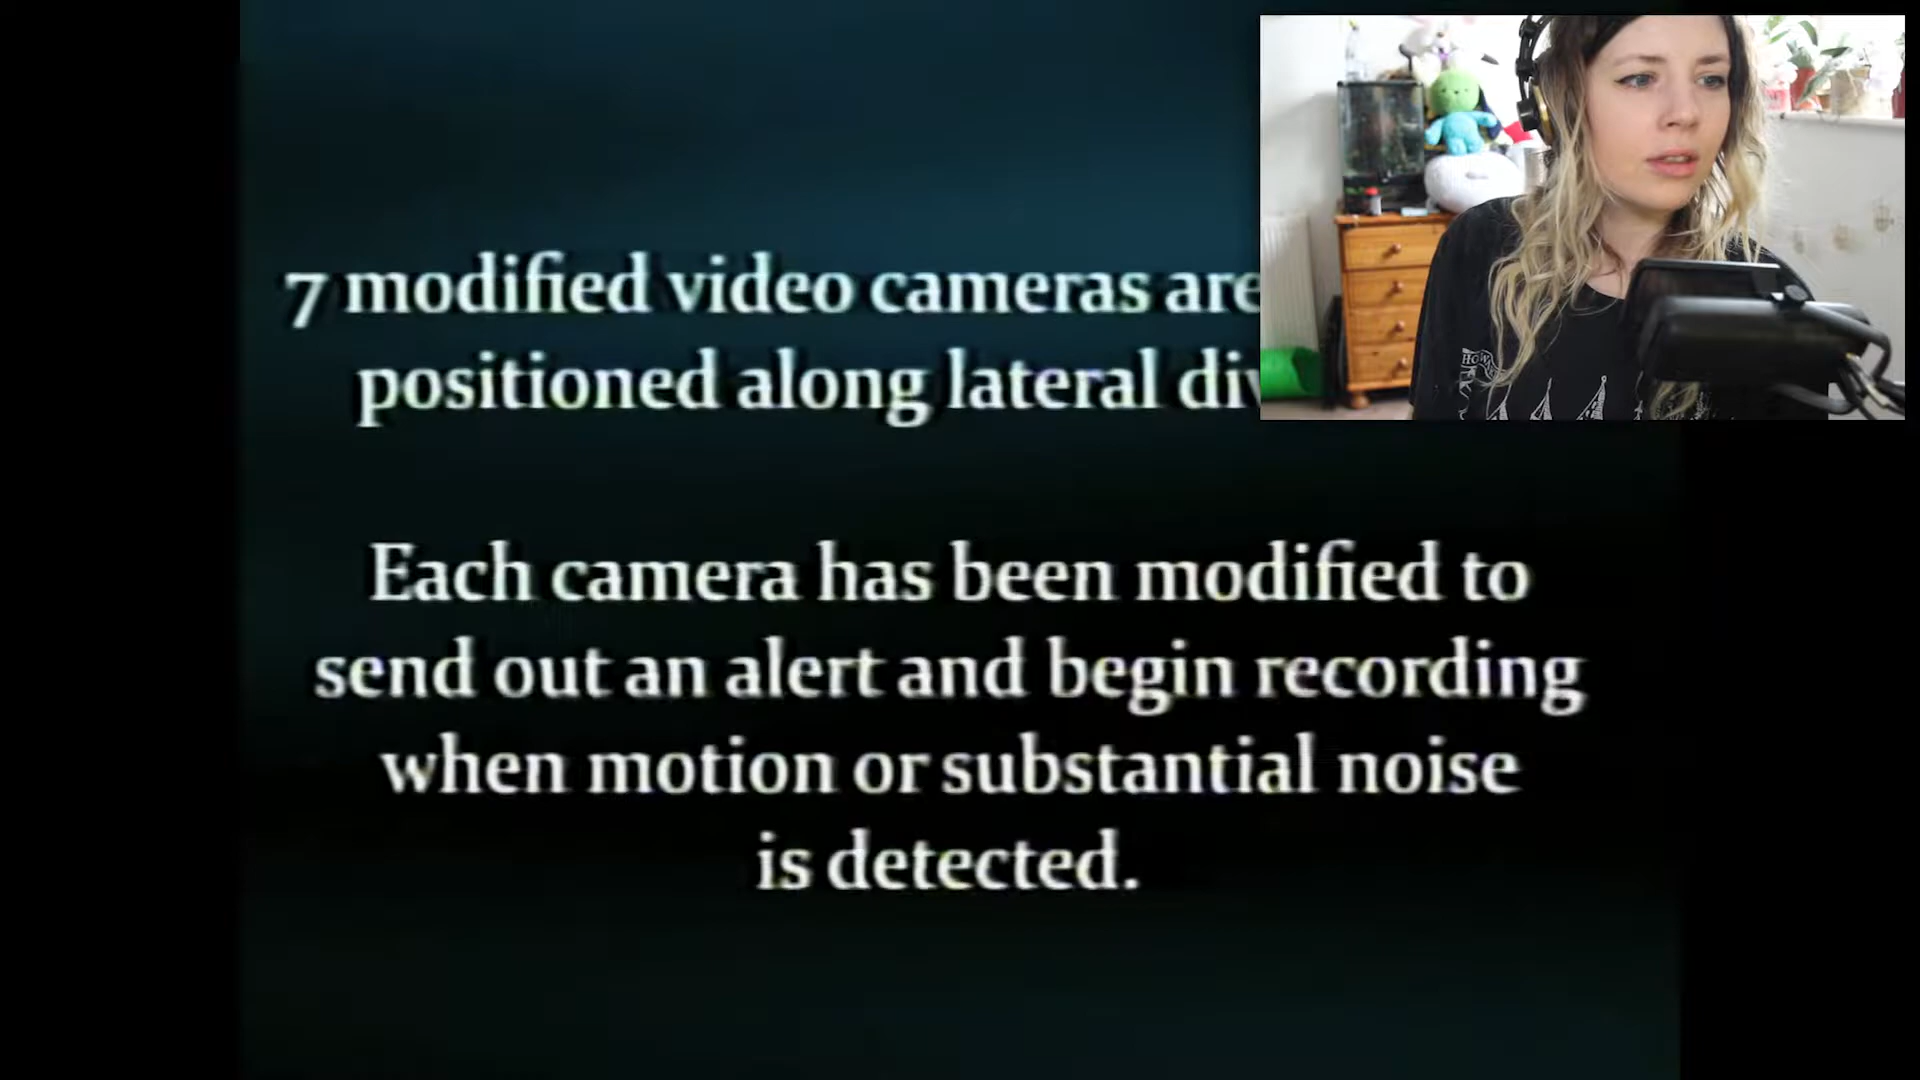 7 modified video cameras are
positioned along lateral
Each camera has been modified to
send out an alert and begin recording
when motion or substantial noise
is detected.